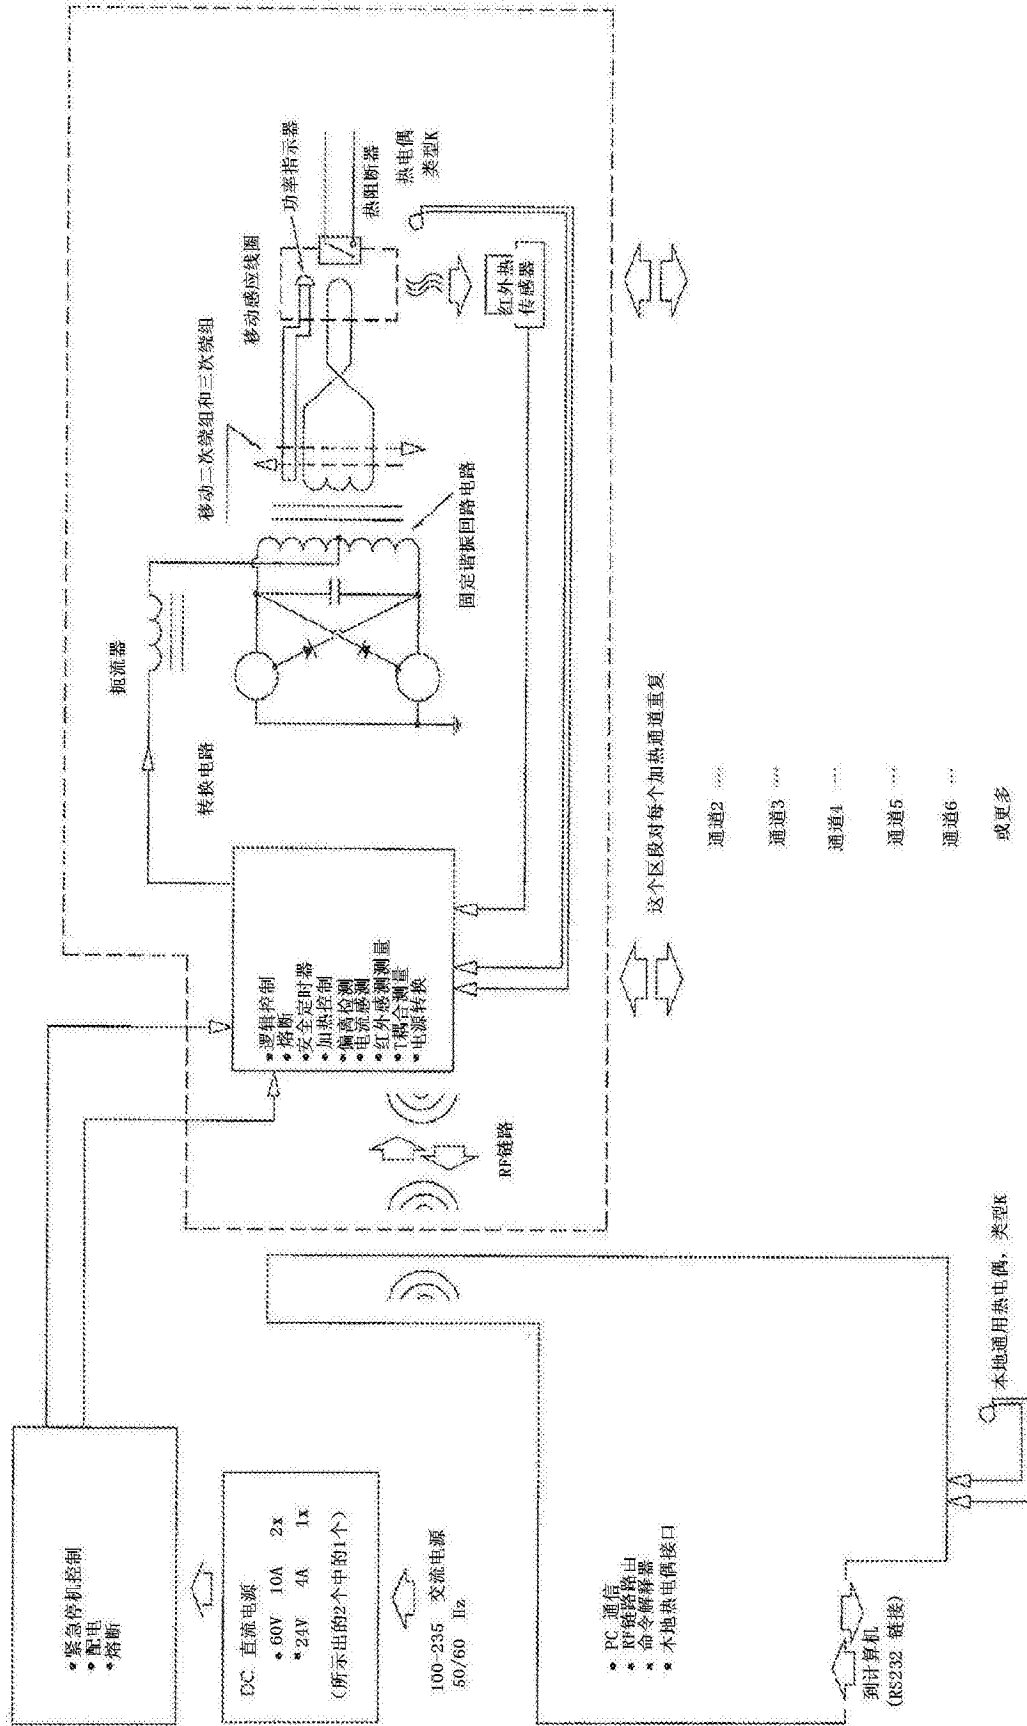 • 紧急停机控制
• 配电
• 熔断
DC 直流电源
• 60V 10A 2x
• 24V 4A 1x
(所示出的2个中的1个)
100-235 交流电源
50/60 Hz
• PC 通信
• RF链路路由
• 命令解释器
• 本地热电偶接口
到计算机
(RS232 链接)
本地通用热电偶, 类型K
• 逻辑控制
• 熔断
• 安全定时器
• 加热控制
• 偏离检测
• 电流感测
• 红外感测测量
• T耦合测量
• 电源转换
RF链路
转换电路
扼流器
固定谐振回路电路
移动二次绕组和三次绕组
移动感应线圈
功率指示器
热阻断器
热电偶
类型K
红外热
传感器
这个区段对每个加热通道重复
通道2 ....
通道3 ....
通道4 ...
通道5 ....
通道6 ...
或更多